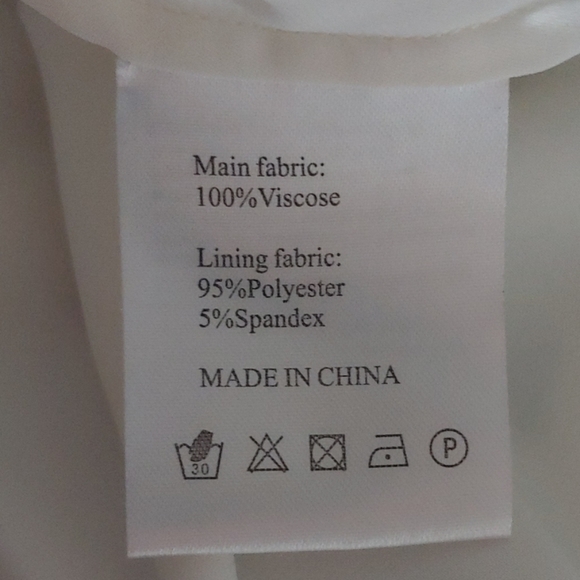 Main fabric:
100%Viscose
Lining fabric:
95%Polyester
5%Spandex
MADE IN CHINA
30
P